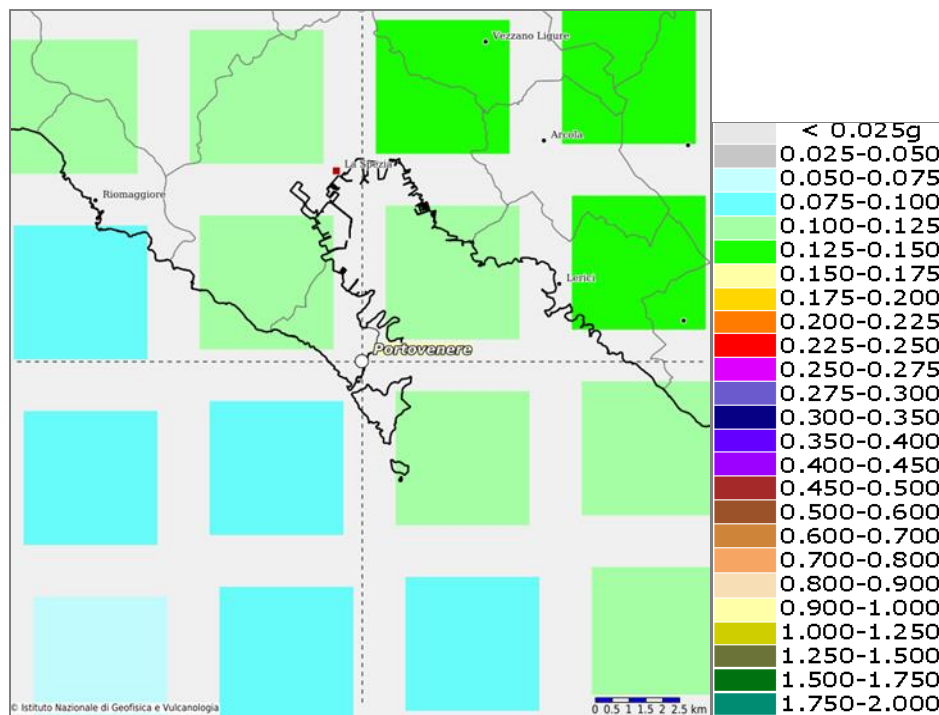 Vezzano Ligure
Arcola
La Spezia
Riomaggiore
Lerici
Portovenere
© Istituto Nazionale di Geofisica e Vulcanologia
0 0.5 1 1.5 2 2.5 km
< 0.025g
0.025-0.050
0.050-0.075
0.075-0.100
0.100-0.125
0.125-0.150
0.150-0.175
0.175-0.200
0.200-0.225
0.225-0.250
0.250-0.275
0.275-0.300
0.300-0.350
0.350-0.400
0.400-0.450
0.450-0.500
0.500-0.600
0.600-0.700
0.700-0.800
0.800-0.900
0.900-1.000
1.000-1.250
1.250-1.500
1.500-1.750
1.750-2.000